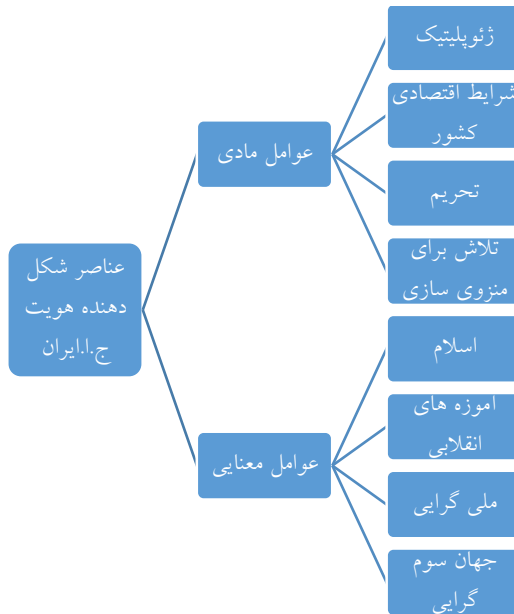 عناصر شکل
دهنده هویت
ج.ا.ایران
عوامل مادی
ژئوپلیتیک
شرایط اقتصادی
کشور
تحریم
تلاش برای
منزوی سازی
عوامل معنایی
اسلام
آموزه های
انقلابی
ملی گرایی
جهان سوم
گرایی